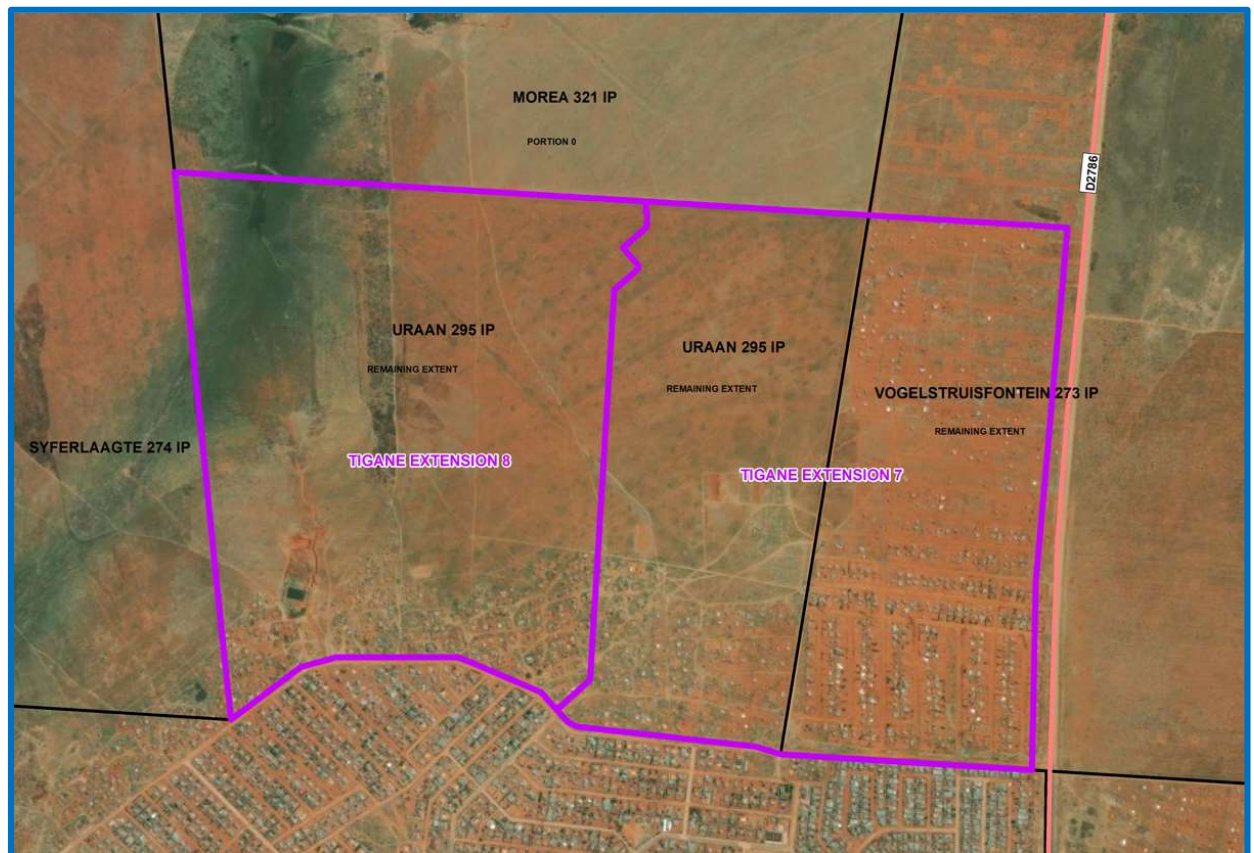 MOREA 321 IP
PORTION 0
D2786
URAAN 295 IP
REMAINING EXTENT
URAAN 295 IP
REMAINING EXTENT
VOGELSTRUISFONTEIN 273 IP
REMAINING EXTENT
SYFERLAAGTE 274 IP
TIGANE EXTENSION 8
TIGANE EXTENSION 7